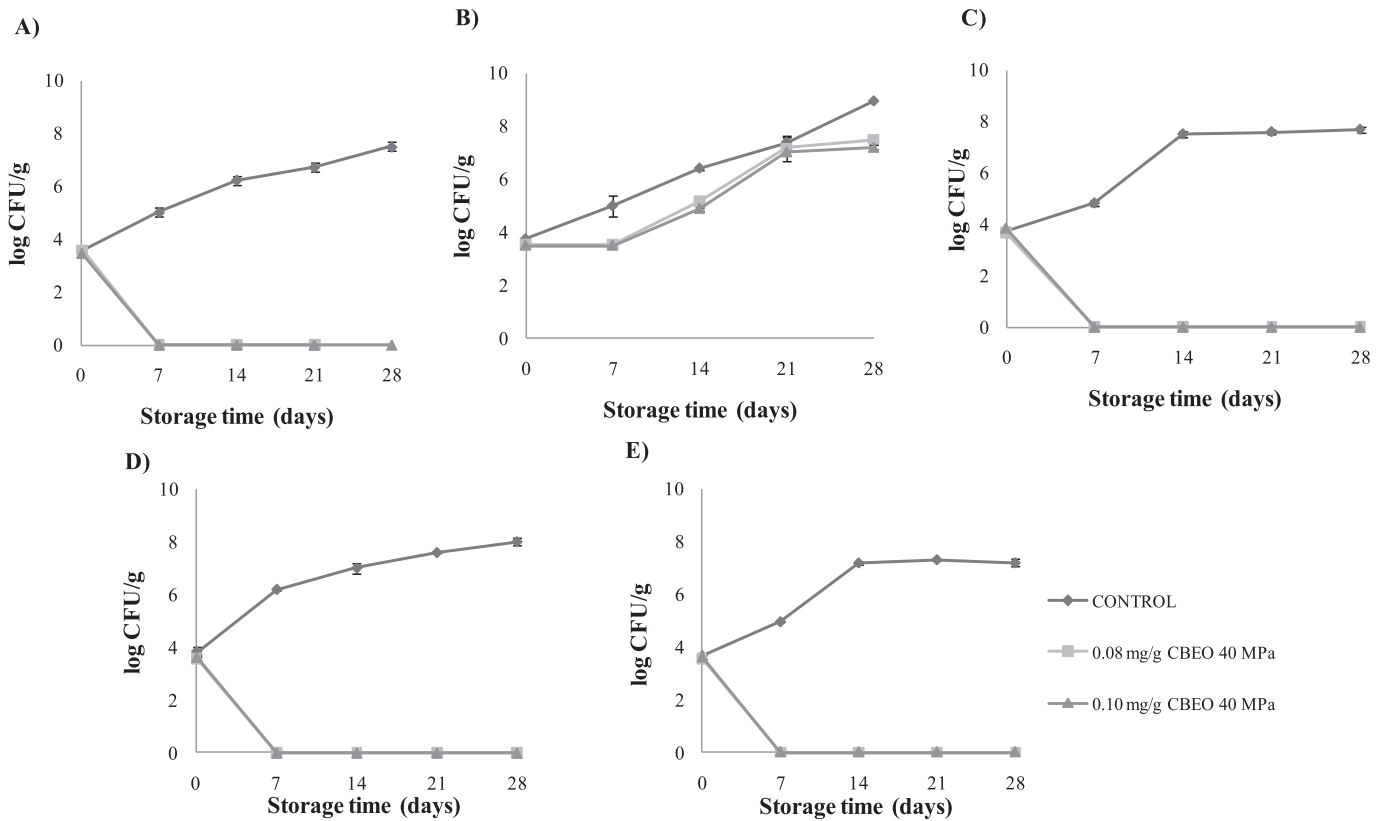 A)
10
8
6
4
2
0
log CFU/g
0 7 14 21 28
Storage time (days)
B)
10
8
6
4
2
0
log CFU/g
0 7 14 21 28
Storage time (days)
C)
10
8
6
4
2
0
log CFU/g
0 7 14 21 28
Storage time (days)
D)
10
8
6
4
2
0
log CFU/g
0 7 14 21 28
Storage time (days)
E)
10
8
6
4
2
0
log CFU/g
0 7 14 21 28
Storage time (days)
CONTROL
0.08 mg/g CBEO 40 MPa
0.10 mg/g CBEO 40 MPa